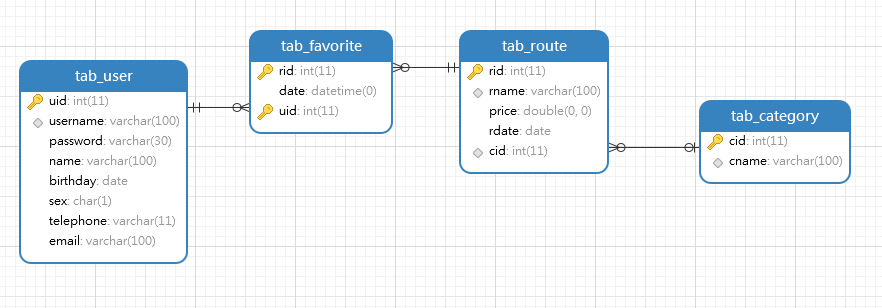 tab_user
uid: int(11)
username: varchar(100)
password: varchar(30)
name: varchar(100)
birthday: date
sex: char(1)
telephone: varchar(11)
email: varchar(100)
tab_favorite
rid: int(11)
date: datetime(0)
uid: int(11)
tab_route
rid: int(11)
rname: varchar(100)
price: double(0, 0)
rdate: date
cid: int(11)
tab_category
cid: int(11)
cname: varchar(100)